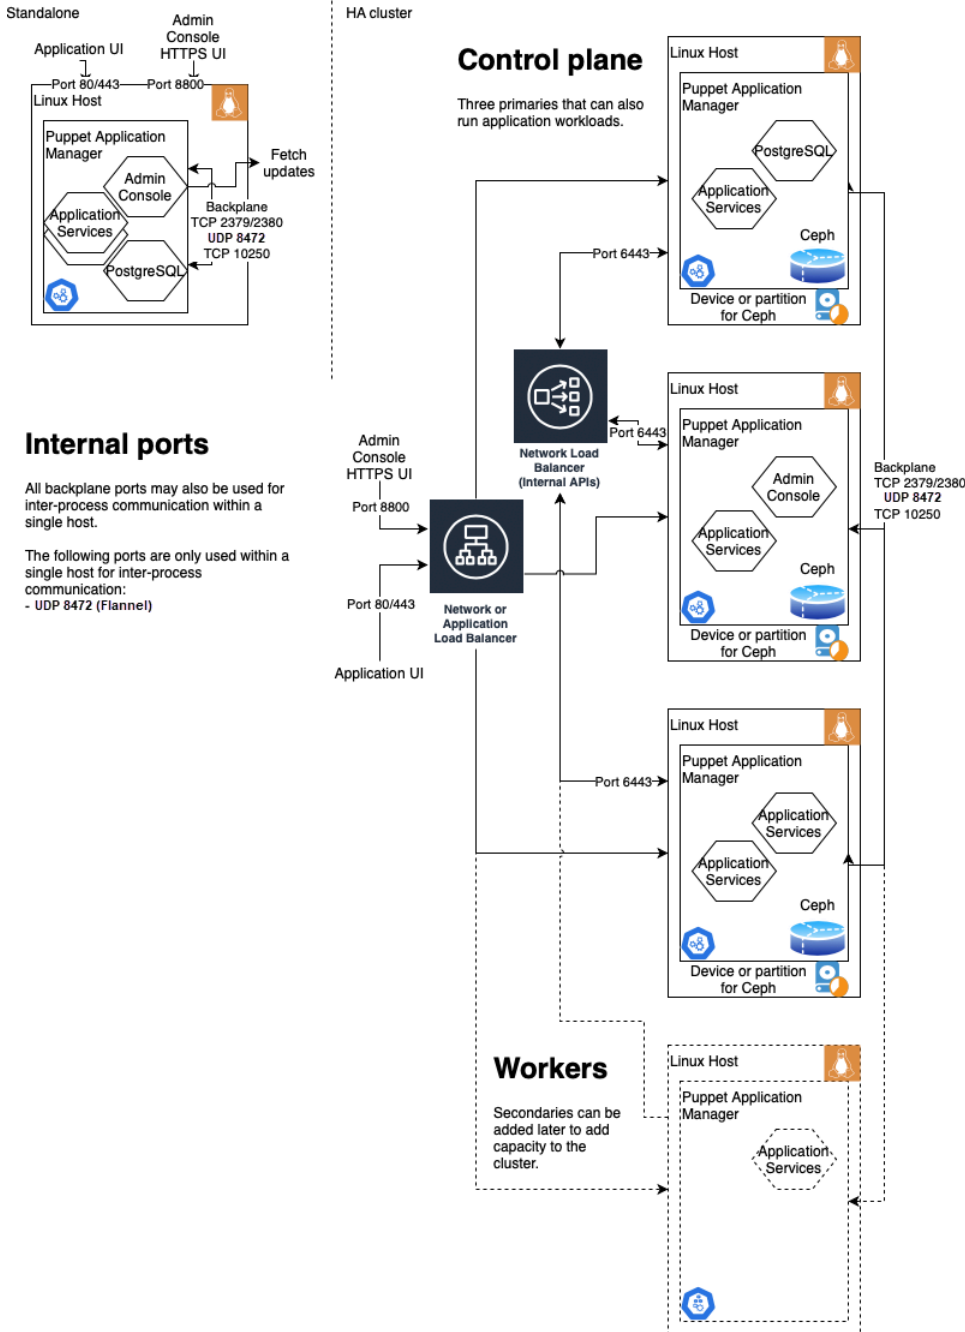 Standalone
HA cluster
Application UI
Admin
Console
HTTPS UI
Port 80/443
Port 8800
Linux Host
Puppet Application
Manager
Admin
Console
Application
Services
PostgreSQL
Fetch
updates
Backplane
TCP 2379/2380
UDP 8472
TCP 10250
Internal ports
All backplane ports may also be used for
inter-process communication within a
single host.
The following ports are only used within a
single host for inter-process
communication:
- UDP 8472 (Flannel)
Control plane
Three primaries that can also
run application workloads.
Linux Host
Puppet Application
Manager
PostgreSQL
Application
Services
Ceph
Device or partition
for Ceph
Port 6443
Network Load
Balancer
(Internal APIs)
Port 6443
Admin
Console
HTTPS UI
Port 8800
Port 80/443
Application UI
Network or
Application
Load Balancer
Linux Host
Puppet Application
Manager
Admin
Console
Application
Services
Ceph
Device or partition
for Ceph
Backplane
TCP 2379/2380
UDP 8472
TCP 10250
Linux Host
Puppet Application
Manager
Port 6443
Application
Services
Application
Services
Ceph
Device or partition
for Ceph
Workers
Secondaries can be
added later to add
capacity to the
cluster.
Linux Host
Puppet Application
Manager
Application
Services